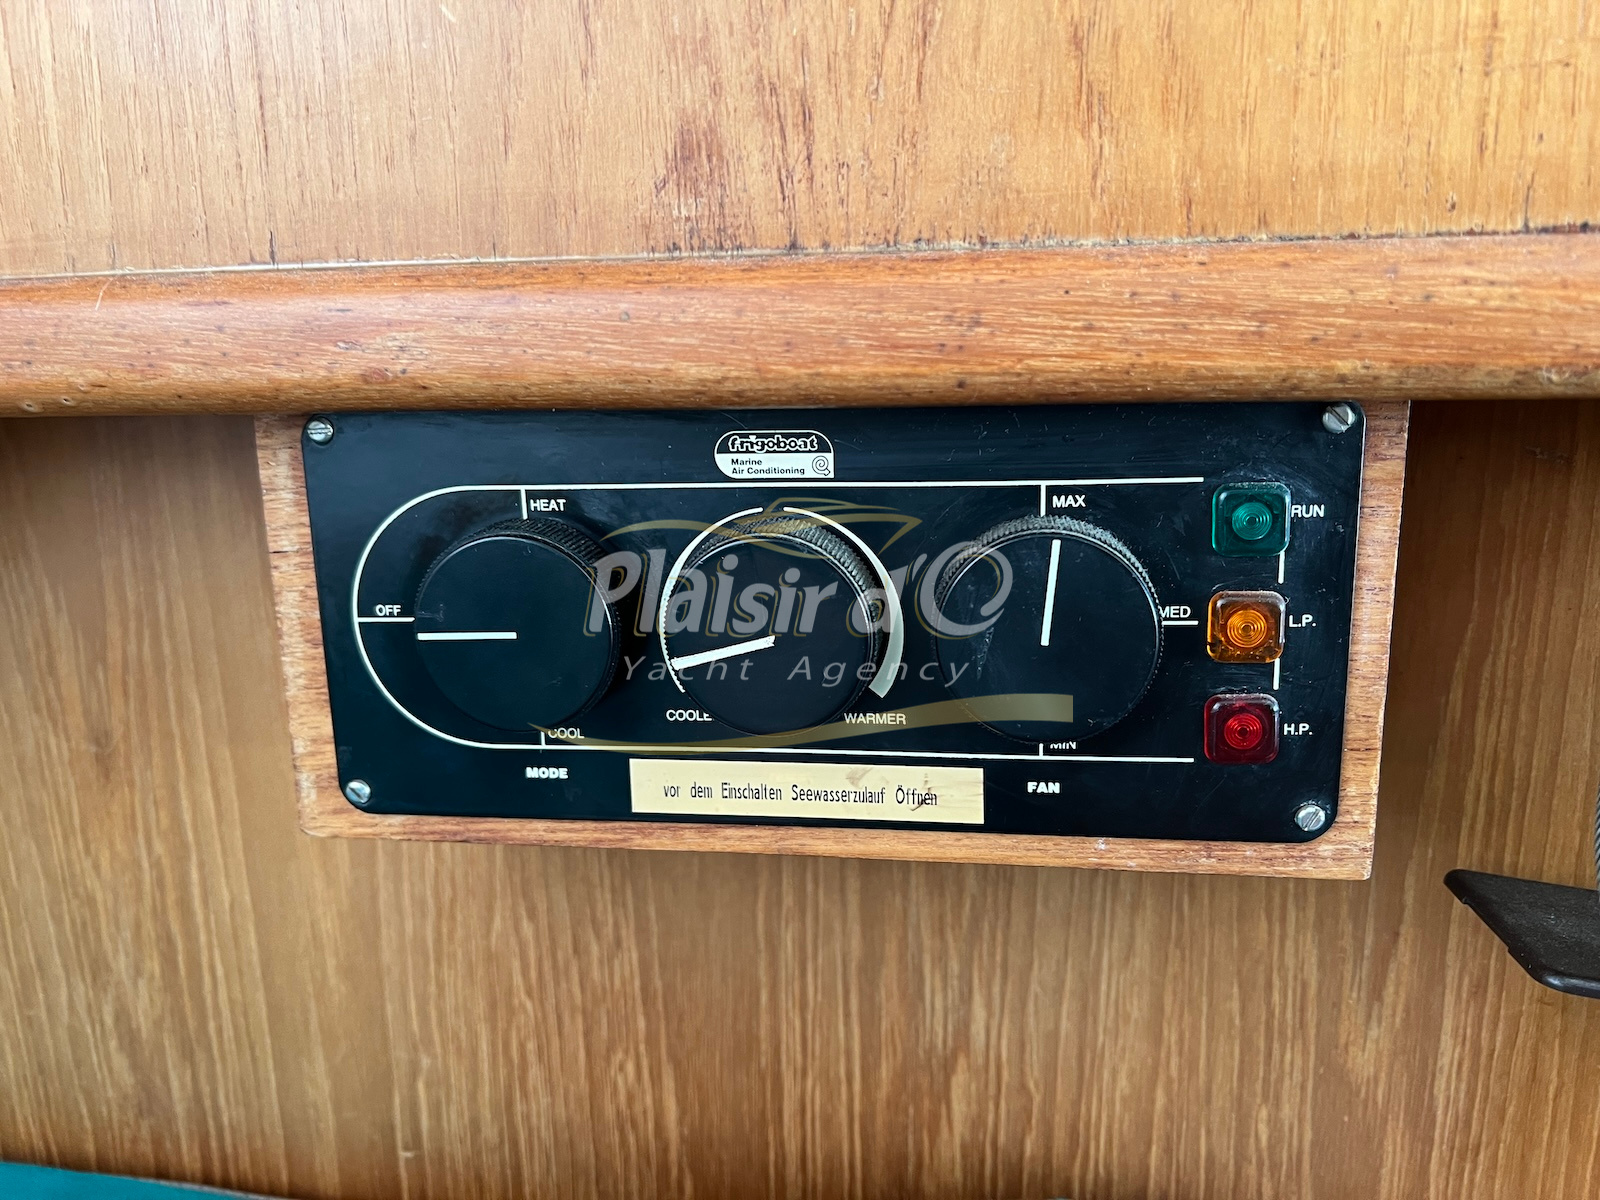 frigoboat
Marine
Air Conditioning
HEAT
MAX
RUN
OFF
MED
L.P.
Plaisir d'O
Yacht Agency
COOLE
WARMER
COOL
MIN
H.P.
MODE
FAN
vor dem Einschalten Seewasserzulauf Öffnen